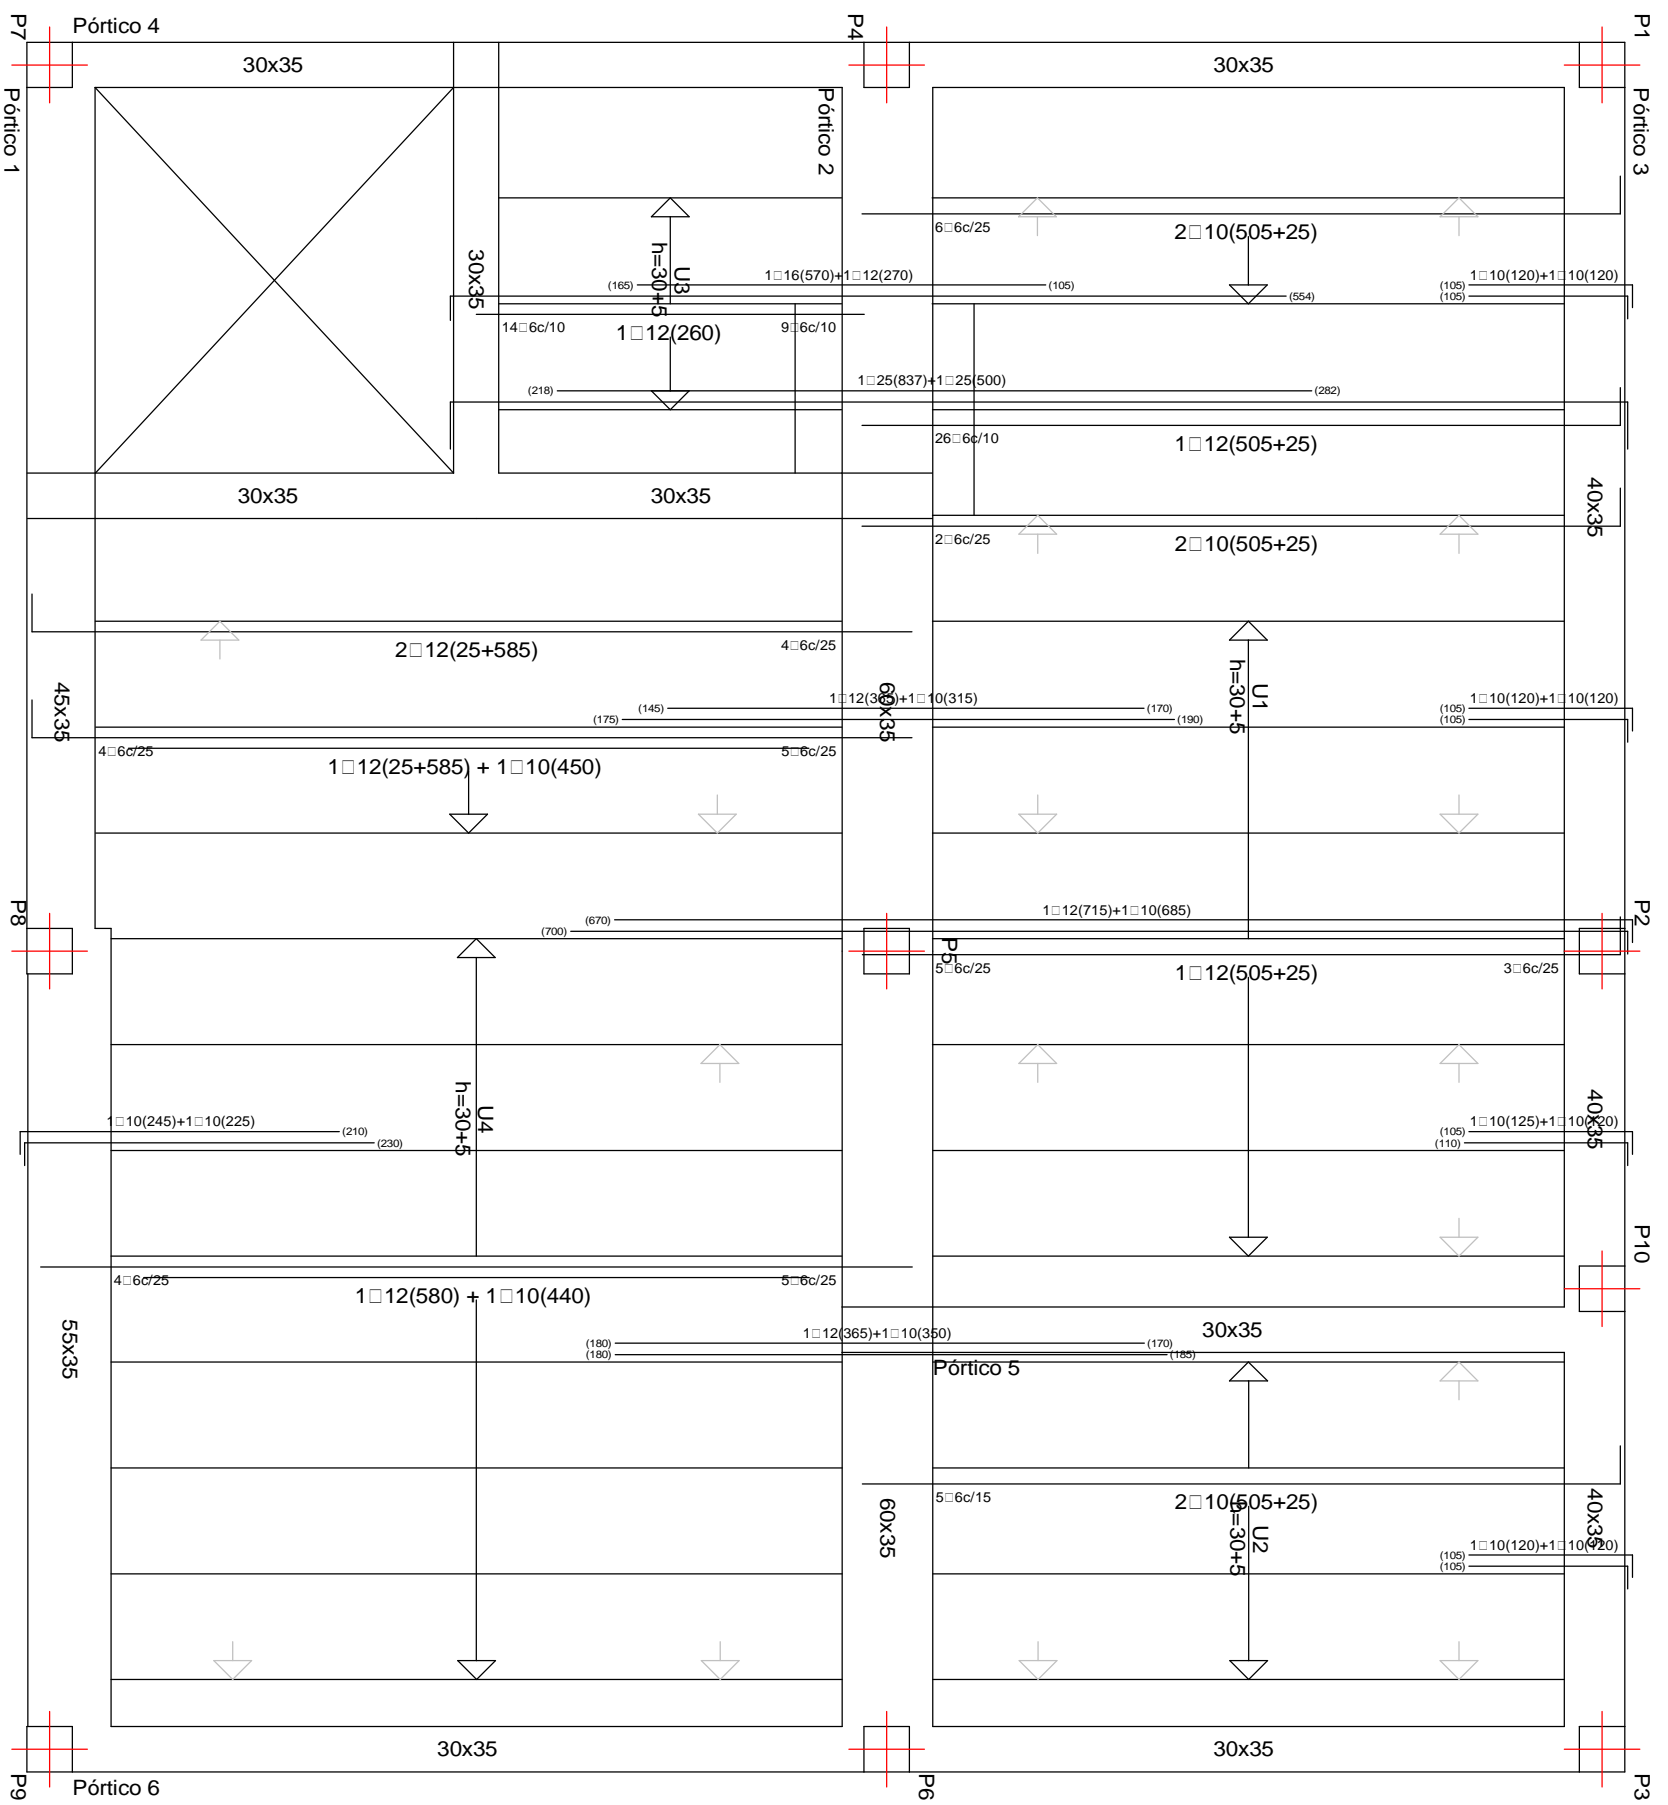 P7
Pórtico 4
P4
P1
30x35
30x35
Pórtico 1
Pórtico 2
Pórtico 3
6□6c/25
2□10(505+25)
30x35
U3
h=30+5
1□16(570)+1□12(270)
1□10(120)+1□10(120)
(165)
(105)
(105)
(554)
(105)
14□6c/10
1□12(260)
9□6c/10
1□25(837)+1□25(500)
(218)
(282)
26□6c/10
1□12(505+25)
30x35
30x35
40x35
2□6c/25
2□10(505+25)
2□12(25+585)
4□6c/25
45x35
60x35
U1
h=30+5
1□12(365)+1□10(315)
1□10(120)+1□10(120)
(145)
(170)
(105)
(175)
(190)
(105)
4□6c/25
5□6c/25
1□12(25+585) + 1□10(450)
P8
P2
1□12(715)+1□10(685)
(670)
(700)
P5
5□6c/25
1□12(505+25)
3□6c/25
U4
h=30+5
40x35
1□10(245)+1□10(225)
1□10(125)+1□10(120)
(210)
(105)
(230)
(110)
P10
4□6c/25
5□6c/25
1□12(580) + 1□10(440)
55x35
1□12(365)+1□10(350)
30x35
(180)
(170)
(180)
(185)
Pórtico 5
5□6c/15
2□10(505+25)
60x35
U2
h=30+5
40x35
1□10(120)+1□10(120)
(105)
(105)
30x35
30x35
P9
Pórtico 6
P6
P3